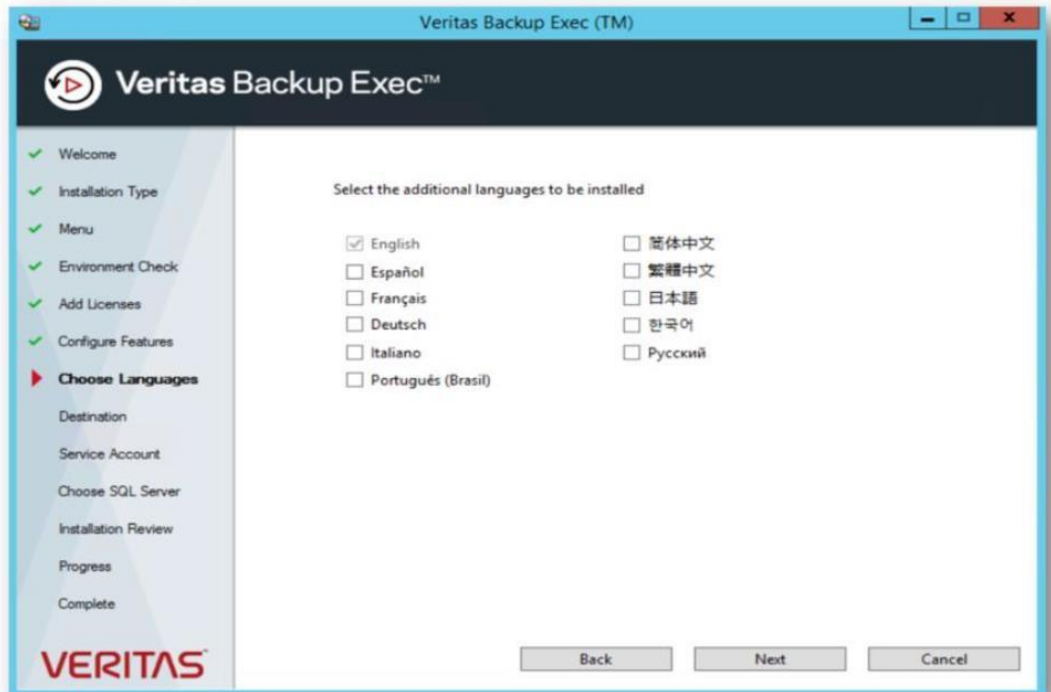 Veritas Backup Exec (TM)
Veritas Backup Exec™
Welcome
Installation Type
Menu
Environment Check
Add Licenses
Configure Features
Choose Languages
Destination
Service Account
Choose SQL Server
Installation Review
Progress
Complete
VERITAS
Select the additional languages to be installed
English
Español
Français
Deutsch
Italiano
Português (Brasil)
简体中文
繁體中文
日本語
한국어
Русский
Back
Next
Cancel